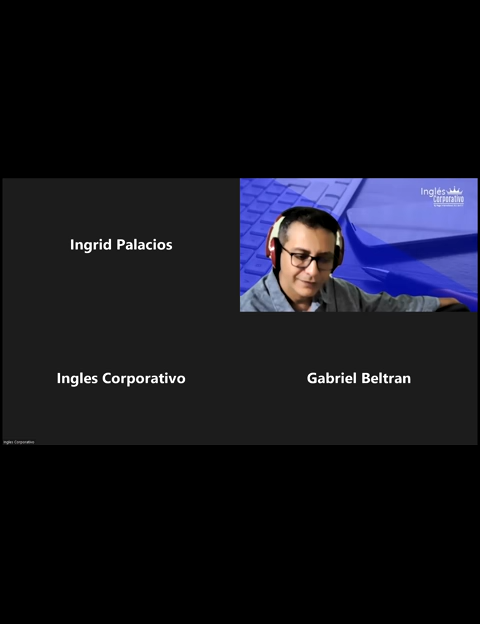 Inglés
Corporativo
Ingrid Palacios
Ingles Corporativo
Gabriel Beltran
Ingles Corporativo